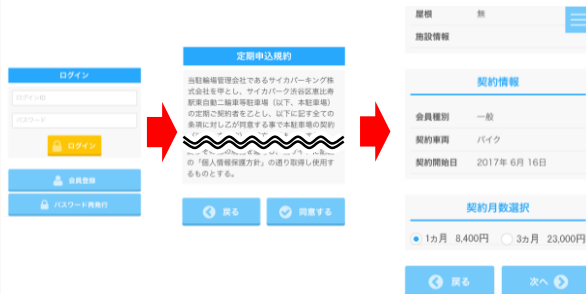 ログイン
ログインID
パスワード
ログイン
会員登録
パスワード再発行
定期申込規約
当駐輪場管理会社であるサイカパーキング株
式会社を甲とし、サイカパーク渋谷区恵比寿
駅東自動二輪車等駐車場（以下、本駐車場）
の定期ご契約者を乙とし、以下に記す全ての
条項に対し乙が同意する事で本駐車場の契約
の「個人情報保護方針」の通り取得し使用す
るものとする。
戻る
同意する
屋根 無
施設情報
契約情報
会員種別 一般
契約車両 バイク
契約開始日 2017年 6月 16日
契約月数選択
1カ月 8,400円 3カ月 23,000円
戻る
次へ